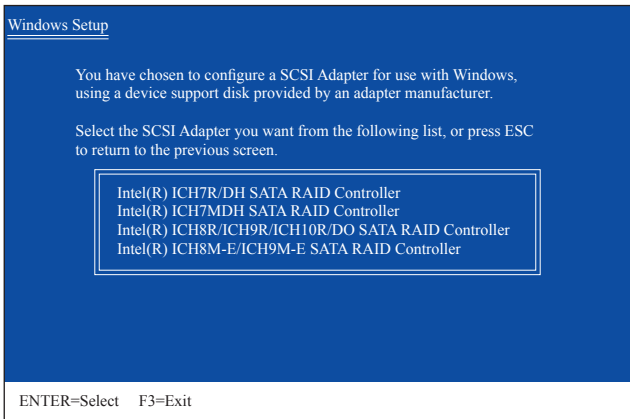 Windows Setup
You have chosen to configure a SCSI Adapter for use with Windows,
using a device support disk provided by an adapter manufacturer.
Select the SCSI Adapter you want from the following list, or press ESC
to return to the previous screen.
Intel(R) ICH7R/DH SATA RAID Controller
Intel(R) ICH7MDH SATA RAID Controller
Intel(R) ICH8R/ICH9R/ICH10R/DO SATA RAID Controller
Intel(R) ICH8M-E/ICH9M-E SATA RAID Controller
ENTER=Select F3=Exit